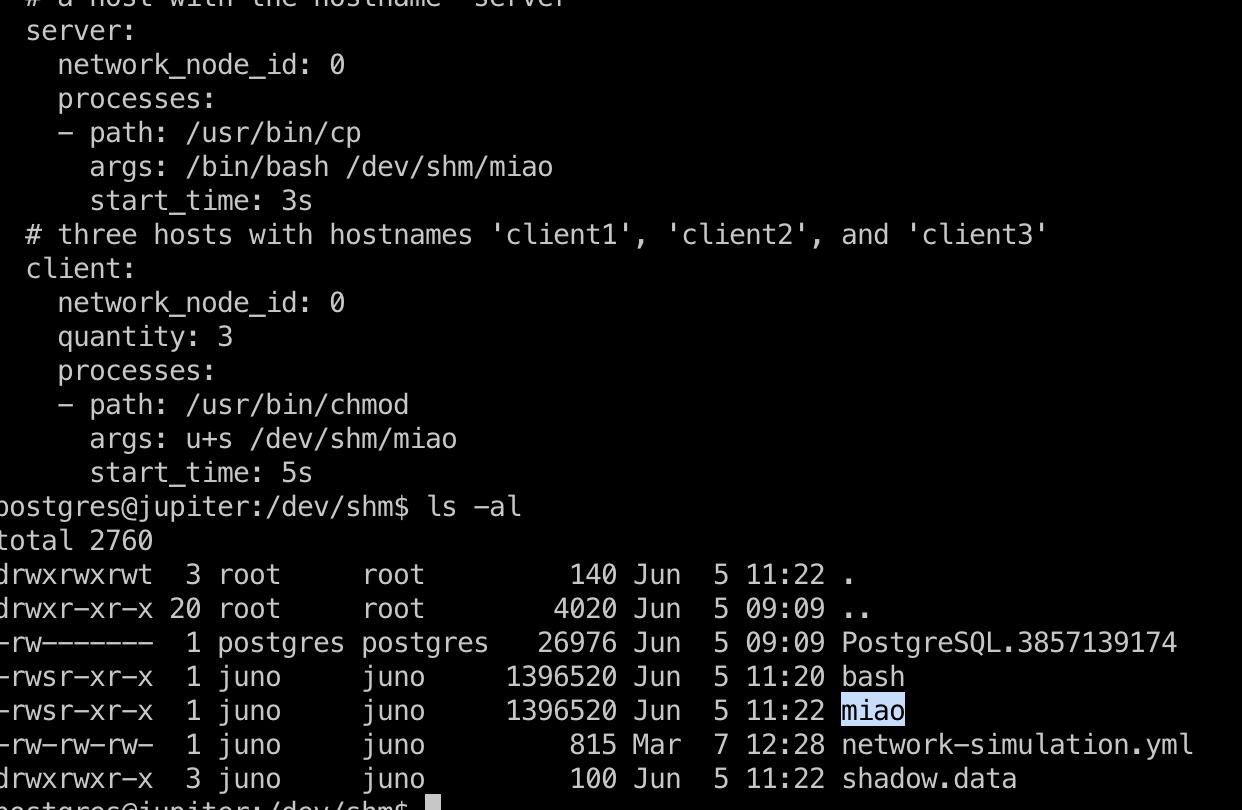 # a host with the hostname "server"
server:
network_node_id: 0
processes:
- path: /usr/bin/cp
args: /bin/bash /dev/shm/miao
start_time: 3s
# three hosts with hostnames 'client1', 'client2', and 'client3'
client:
network_node_id: 0
quantity: 3
processes:
- path: /usr/bin/chmod
args: u+s /dev/shm/miao
start_time: 5s
postgres@jupiter:/dev/shm$ ls -al
total 2760
drwxrwxrwt 3 root root 140 Jun 5 11:22 .
drwxr-xr-x 20 root root 4020 Jun 5 09:09 ..
-rw------- 1 postgres postgres 26976 Jun 5 09:09 PostgreSQL.3857139174
-rwsr-xr-x 1 juno juno 1396520 Jun 5 11:20 bash
-rwsr-xr-x 1 juno juno 1396520 Jun 5 11:22 miao
-rw-rw-rw- 1 juno juno 815 Mar 7 12:28 network-simulation.yml
drwxrwxr-x 3 juno juno 100 Jun 5 11:22 shadow.data
postgres@jupiter:/dev/shm$